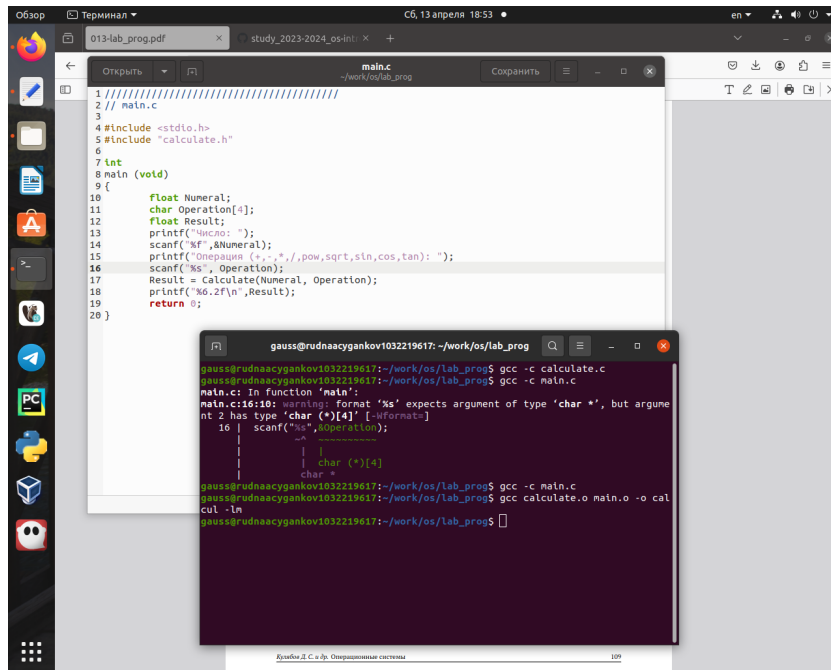 Обзор
Терминал
Сб, 13 апреля 18:53
en
013-lab_prog.pdf
study_2023-2024_os-int
Открыть
main.c
~/work/os/lab_prog
Сохранить
1 ////////////////////////////////////////
2 // main.c
3
4 #include <stdio.h>
5 #include "calculate.h"
6
7 int
8 main (void)
9 {
10 float Numeral;
11 char Operation[4];
12 float Result;
13 printf("Число: ");
14 scanf("%f",&Numeral);
15 printf("Операция (+,-,*,/,pow,sqrt,sin,cos,tan): ");
16 scanf("%s", Operation);
17 Result = Calculate(Numeral, Operation);
18 printf("%6.2f\n",Result);
19 return 0;
20 }
gauss@rudnaacygankov1032219617: ~/work/os/lab_prog
gauss@rudnaacygankov1032219617:~/work/os/lab_prog$ gcc -c calculate.c
gauss@rudnaacygankov1032219617:~/work/os/lab_prog$ gcc -c main.c
main.c: In function ‘main’:
main.c:16:10: warning: format ‘%s’ expects argument of type ‘char *’, but argume
nt 2 has type ‘char (*)[4]’ [-Wformat=]
16 | scanf("%s",&Operation);
| ~^ ~~~~~~~~~~
| | |
| | char (*)[4]
| char *
gauss@rudnaacygankov1032219617:~/work/os/lab_prog$ gcc -c main.c
gauss@rudnaacygankov1032219617:~/work/os/lab_prog$ gcc calculate.o main.o -o cal
cul -lm
gauss@rudnaacygankov1032219617:~/work/os/lab_prog$
PC
Кулябов Д. С. и др. Операционные системы 109